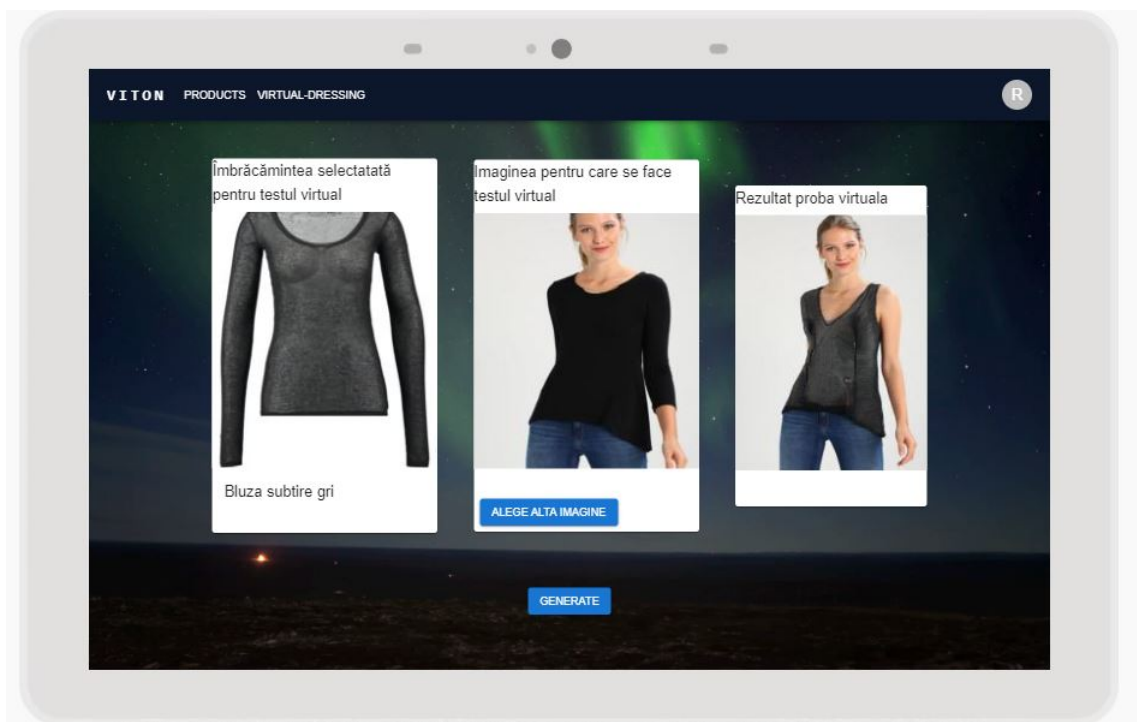 VITON PRODUCTS VIRTUAL-DRESSING R
Îmbrăcămintea selectatată
pentru testul virtual
Bluza subtire gri
Imaginea pentru care se face
testul virtual
ALEGE ALTA IMAGINE
Rezultat proba virtuala
GENERATE